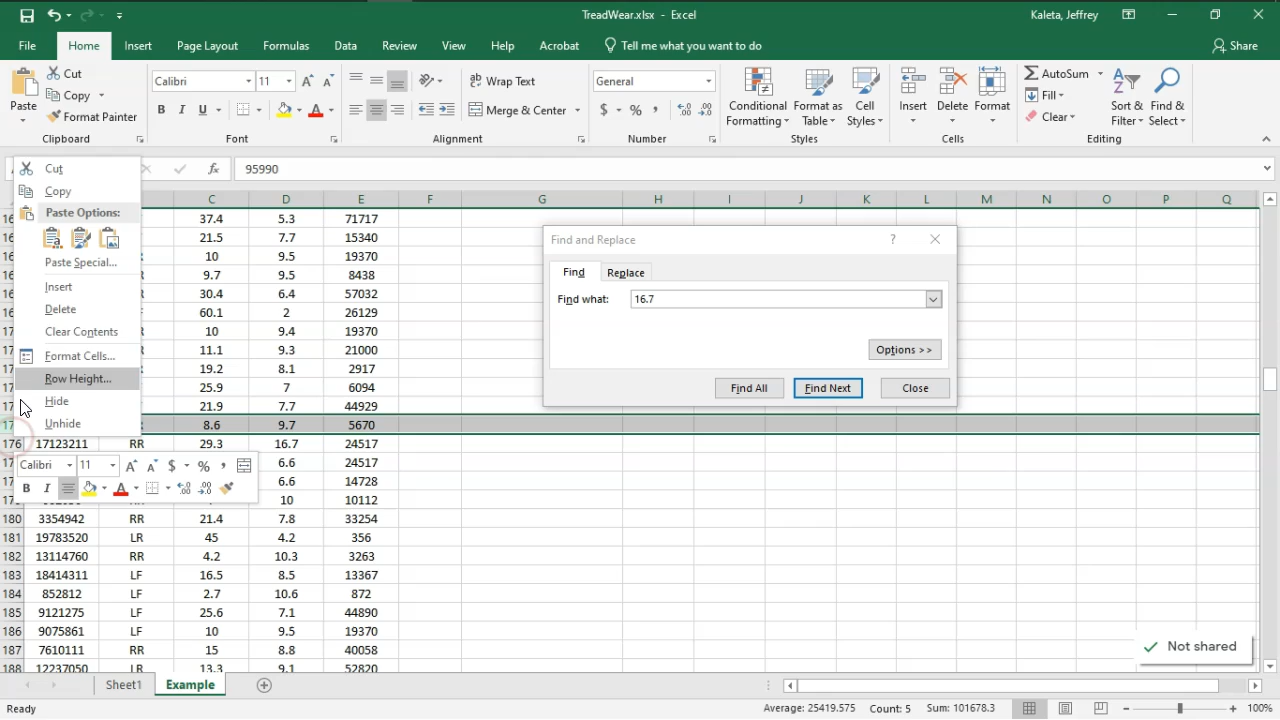 TreadWear.xlsx - Excel
Kaleta, Jeffrey
File Home Insert Page Layout Formulas Data Review View Help Acrobat Tell me what you want to do Share
Paste
Cut
Copy
Format Painter
Clipboard
Calibri 11
B I U
Font
Wrap Text
Merge & Center
Alignment
General
$ % ,
Number
Conditional Formatting
Format as Table
Cell Styles
Styles
Insert
Delete
Format
Cells
AutoSum
Fill
Clear
Sort & Filter
Find & Select
Editing
fx 95990
C D E F G H I J K L M N O P Q
37.4 5.3 71717
21.5 7.7 15340
10 9.5 19370
9.7 9.5 8438
30.4 6.4 57032
60.1 2 26129
10 9.4 19370
11.1 9.3 21000
19.2 8.1 2917
25.9 7 6094
21.9 7.7 44929
8.6 9.7 5670
176 17123211 RR 29.3 16.7 24517
6.6 24517
6.6 14728
10 10112
180 3354942 RR 21.4 7.8 33254
181 19783520 LR 45 4.2 356
182 13114760 RR 4.2 10.3 3263
183 18414311 LF 16.5 8.5 13367
184 852812 LF 2.7 10.6 872
185 9121275 LF 25.6 7.1 44890
186 9075861 LF 10 9.5 19370
187 7610111 RR 15 8.8 40058
188 12237050 LR 13.3 9.1 52820
Cut
Copy
Paste Options:
Paste Special...
Insert
Delete
Clear Contents
Format Cells...
Row Height...
Hide
Unhide
Calibri 11 A A $ % ,
B I A
Find and Replace ?
Find Replace
Find what: 16.7
Options >>
Find All Find Next Close
Not shared
Sheet1 Example
Ready
Average: 25419.575 Count: 5 Sum: 101678.3
100%